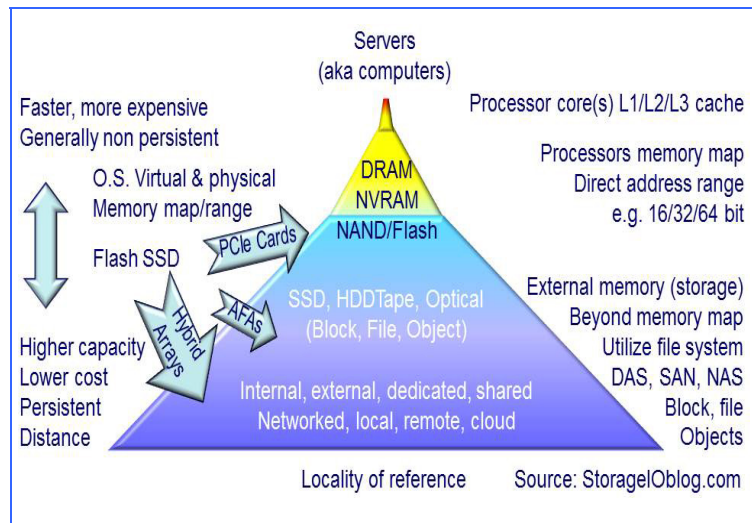 Servers
(aka computers)
Faster, more expensive
Generally non persistent
Processor core(s) L1/L2/L3 cache
O.S. Virtual & physical
Memory map/range
DRAM
NVRAM
NAND/Flash
Processors memory map
Direct address range
e.g. 16/32/64 bit
Flash SSD
PCIe Cards
AFAs
Hybrid
Arrays
SSD, HDDTape, Optical
(Block, File, Object)
External memory (storage)
Beyond memory map
Utilize file system
DAS, SAN, NAS
Block, file
Objects
Higher capacity
Lower cost
Persistent
Distance
Internal, external, dedicated, shared
Networked, local, remote, cloud
Locality of reference
Source: StorageIOblog.com